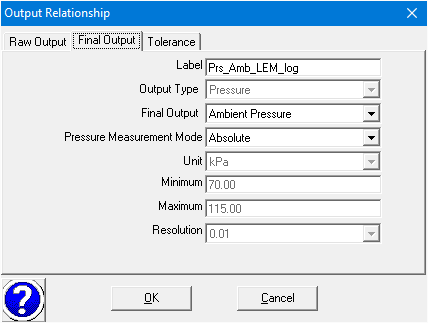 Output Relationship
Raw Output Final Output Tolerance
Label Prs_Amb_LEM_log
Output Type Pressure
Final Output Ambient Pressure
Pressure Measurement Mode Absolute
Unit kPa
Minimum 70.00
Maximum 115.00
Resolution 0.01
? OK Cancel